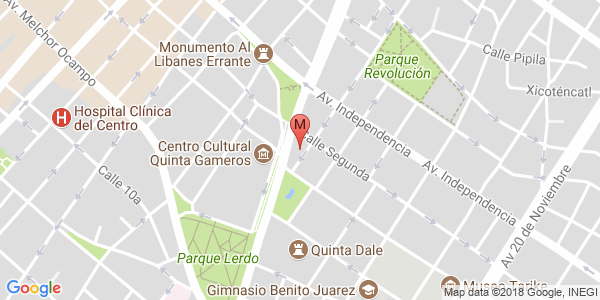 Av. Melchor Ocampo
Monumento Al
Libanes Errante
Parque
Revolución
Calle Pipila
Xicoténcatl
Hospital Clínica
del Centro
M
Av. Independencia
Centro Cultural
Quinta Gameros
Calle Segunda
Av. Independencia
Calle 10a
Av 20 de Noviembre
Parque Lerdo
Quinta Dale
Gimnasio Benito Juarez
Museo Tarike
Google
Map data ©2018 Google, INEGI